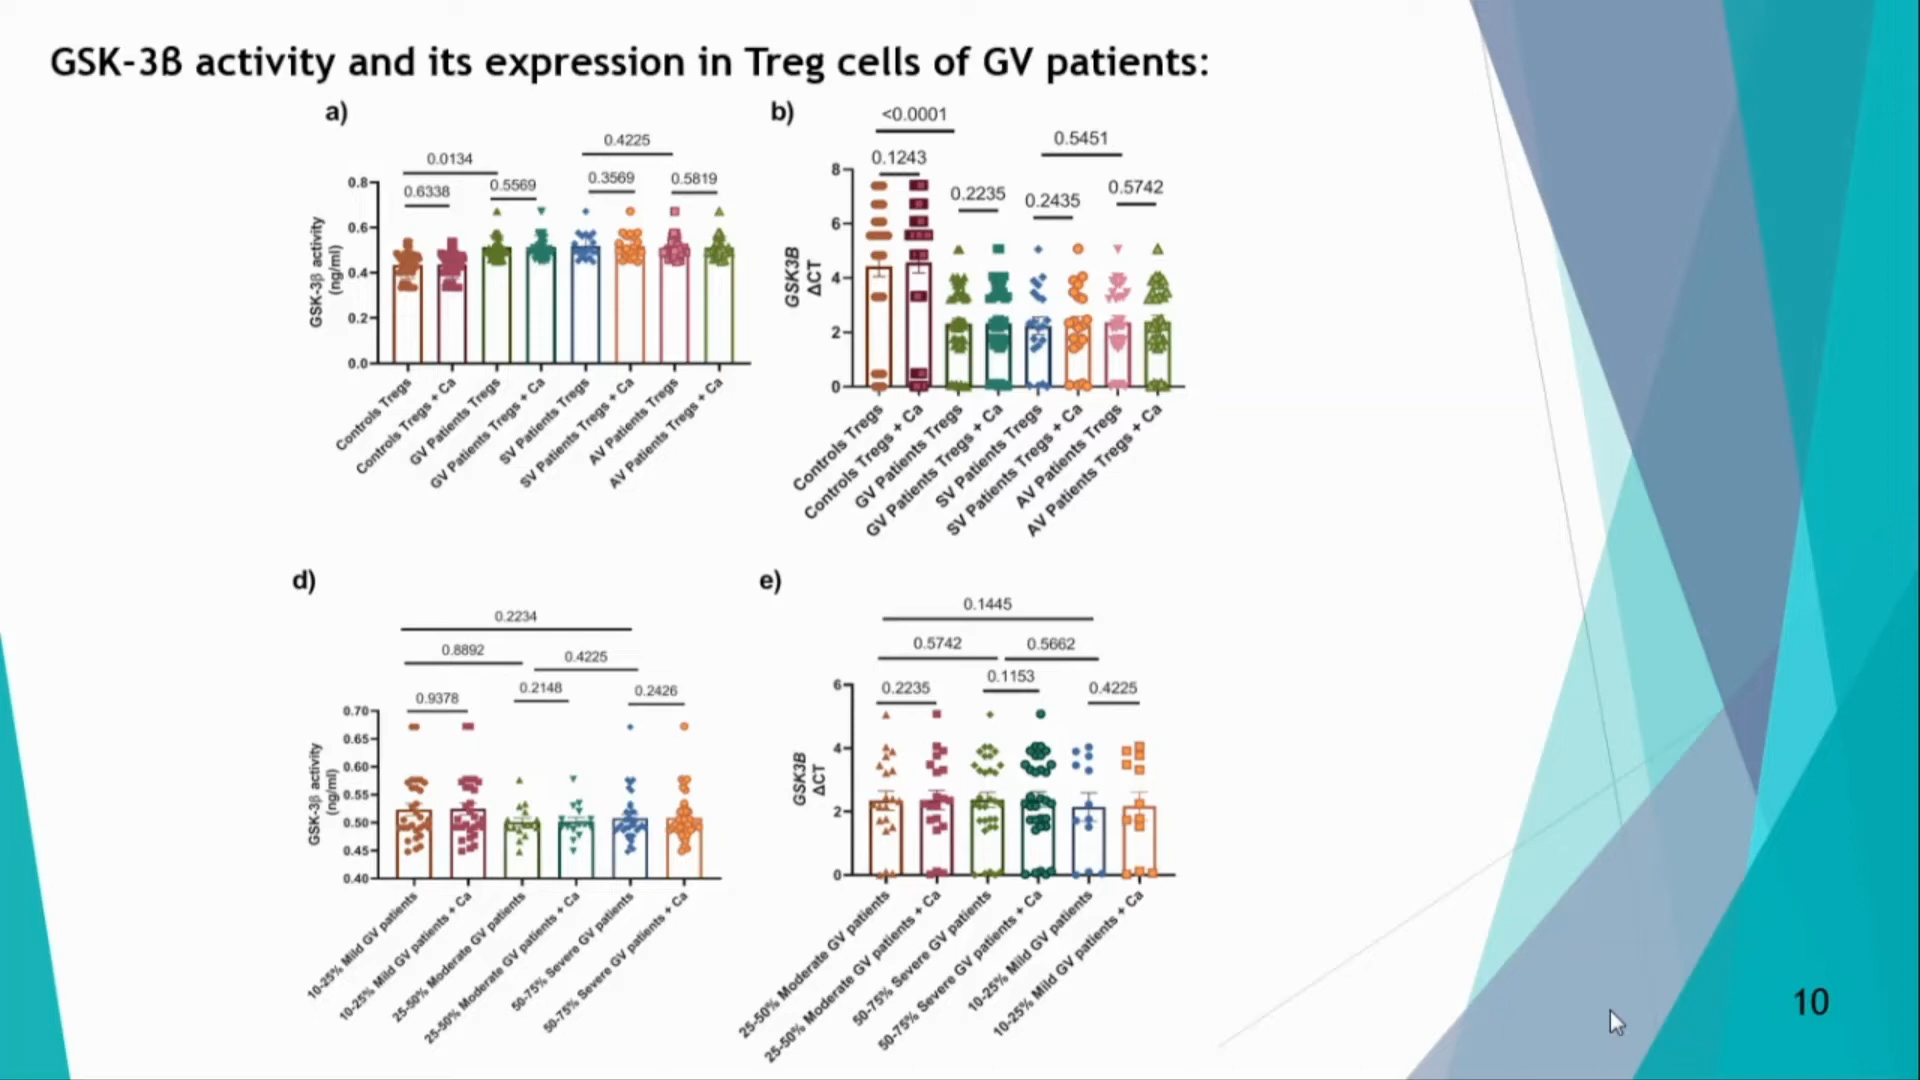 GSK-3ß activity and its expression in Treg cells of GV patients:
a)
0.4225
0.0134
0.6338
0.5569
0.3569
0.5819
0.8
0.6
0.4
0.2
0.0
GSK-3β activity
(ng/ml)
Controls Tregs
Controls Tregs + Ca
GV Patients Tregs
GV Patients Tregs + Ca
SV Patients Tregs
SV Patients Tregs + Ca
AV Patients Tregs
AV Patients Tregs + Ca
b)
<0.0001
0.5451
0.1243
0.2235
0.2435
0.5742
8
6
4
2
0
GSK3B
ΔCT
Controls Tregs
Controls Tregs + Ca
GV Patients Tregs
GV Patients Tregs + Ca
SV Patients Tregs
SV Patients Tregs + Ca
AV Patients Tregs
AV Patients Tregs + Ca
d)
0.2234
0.8892
0.4225
0.9378
0.2148
0.2426
0.70
0.65
0.60
0.55
0.50
0.45
0.40
GSK-3β activity
(ng/ml)
10-25% Mild GV patients
10-25% Mild GV patients + Ca
25-50% Moderate GV patients
25-50% Moderate GV patients + Ca
50-75% Severe GV patients
50-75% Severe GV patients + Ca
e)
0.1445
0.5742
0.5662
0.2235
0.1153
0.4225
6
4
2
0
GSK3B
ΔCT
25-50% Moderate GV patients
25-50% Moderate GV patients + Ca
50-75% Severe GV patients
50-75% Severe GV patients + Ca
10-25% Mild GV patients
10-25% Mild GV patients + Ca
10